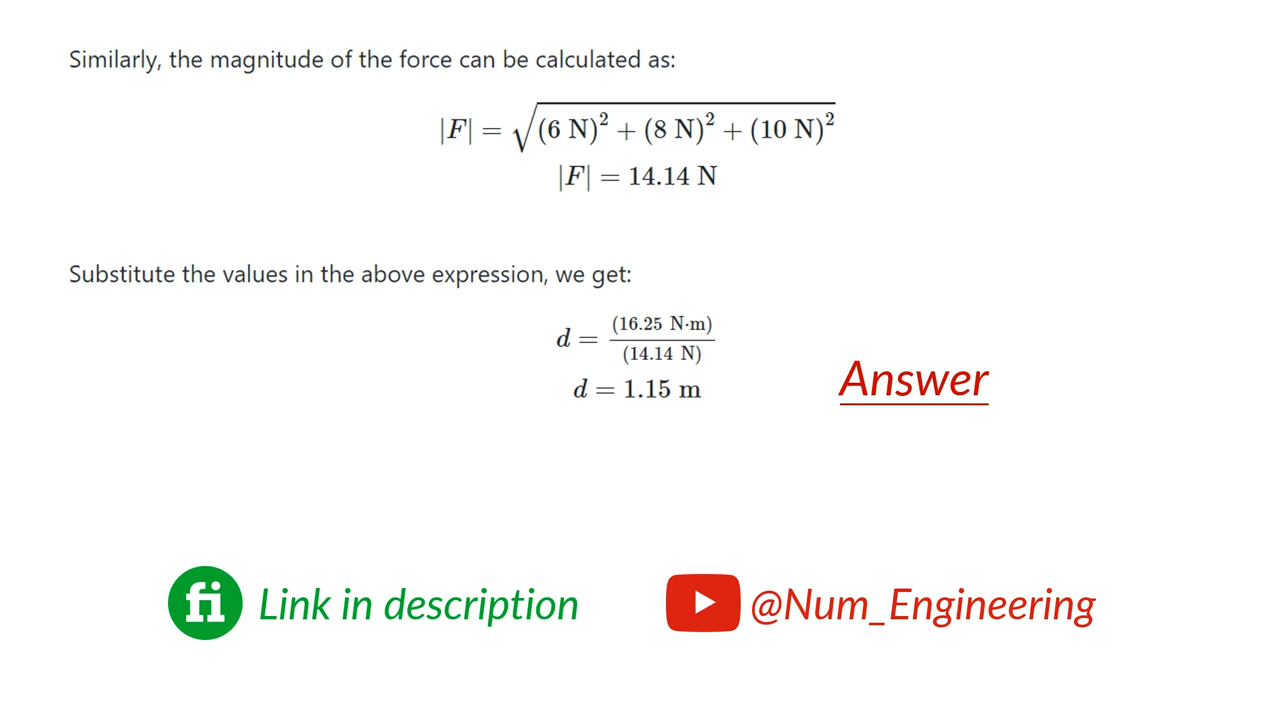 Similarly, the magnitude of the force can be calculated as:
|F| = √((6 N)² + (8 N)² + (10 N)²)
|F| = 14.14 N
Substitute the values in the above expression, we get:
d = (16.25 N·m) / (14.14 N)
d = 1.15 m
Answer
fi Link in description
@Num_Engineering